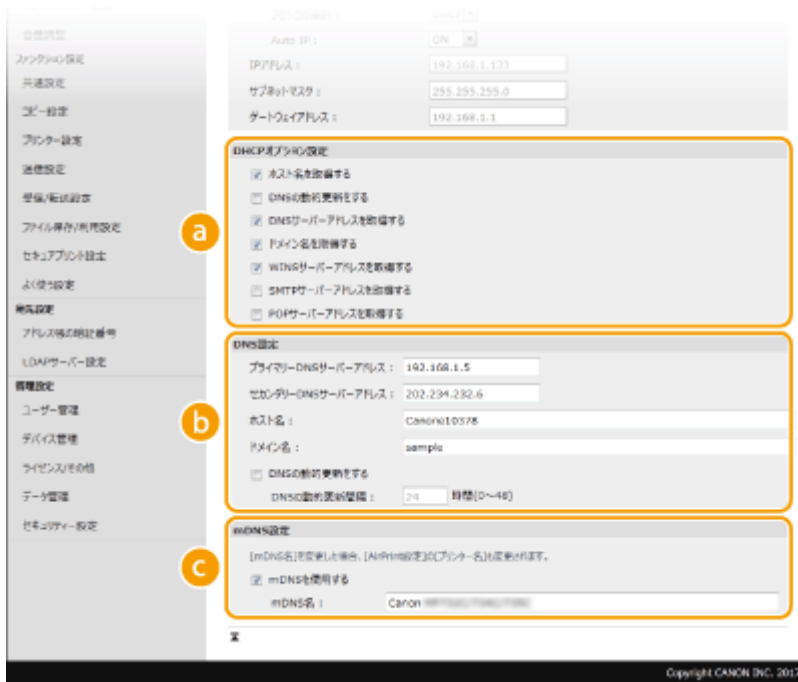 音量調整
ファンクション設定
共通設定
コピー設定
プリンター設定
送信設定
受信/転送設定
ファイル保存/利用設定
セキュアプリント設定
よく使う設定
宛先設定
アドレス帳の暗証番号
LDAPサーバー設定
管理設定
ユーザー管理
デバイス管理
ライセンス/その他
データ管理
セキュリティー設定
Auto IP : ON
IPアドレス : 192.168.1.133
サブネットマスク : 255.255.255.0
ゲートウェイアドレス : 192.168.1.1
a
DHCPオプション設定
ホスト名を取得する
DNSの動的更新をする
DNSサーバーアドレスを取得する
ドメイン名を取得する
WINSサーバーアドレスを取得する
SMTPサーバーアドレスを取得する
POPサーバーアドレスを取得する
b
DNS設定
プライマリーDNSサーバーアドレス : 192.168.1.5
セカンダリーDNSサーバーアドレス : 202.234.232.6
ホスト名 : Canone10378
ドメイン名 : sample
DNSの動的更新をする
DNSの動的更新間隔 : 24 時間(0～48)
c
mDNS設定
[mDNS名]を変更した場合、[AirPrint設定]の[プリンター名]も変更されます。
mDNSを使用する
mDNS名 : Canon
Copyright CANON INC. 2017